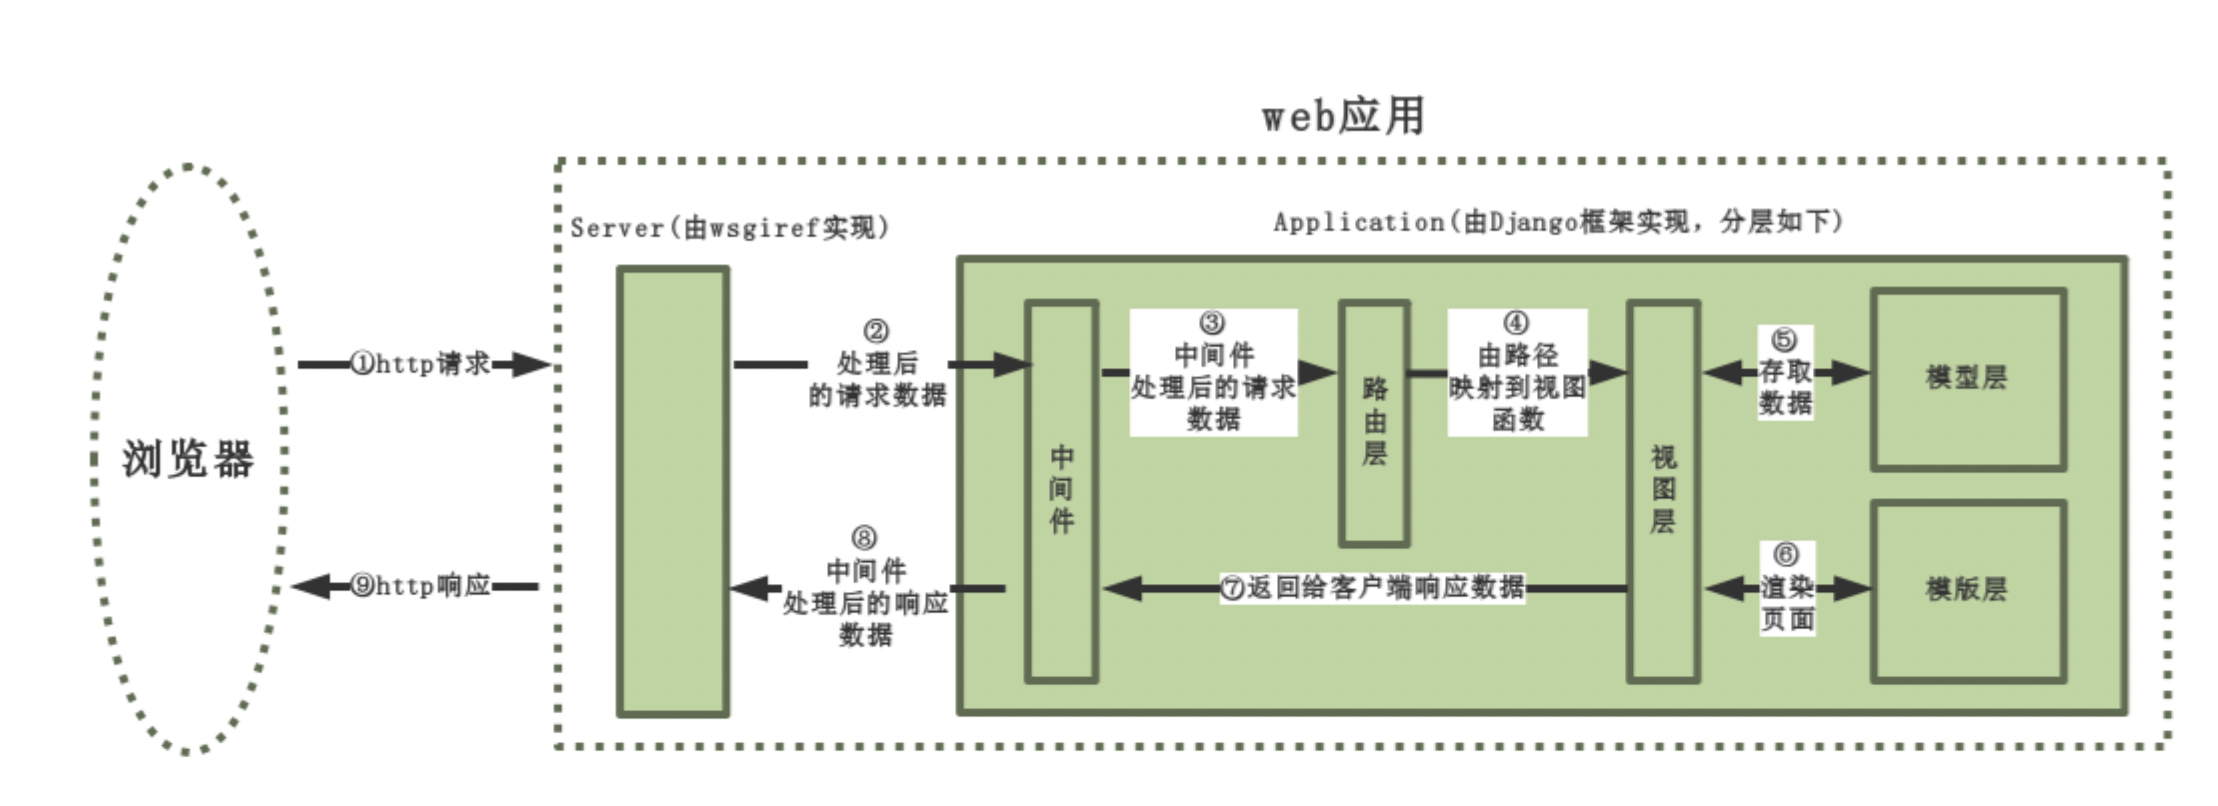 web应用
Server(由wsgiref实现)
Application(由Django框架实现，分层如下)
浏览器
①http请求
②
处理后
的请求数据
中
间
件
③
中间件
处理后的请求
数据
路
由
层
④
由路径
映射到视图
函数
视
图
层
⑤
存取
数据
模型层
⑥
渲染
页面
模版层
⑦返回给客户端响应数据
⑧
中间件
处理后的响应
数据
⑨http响应